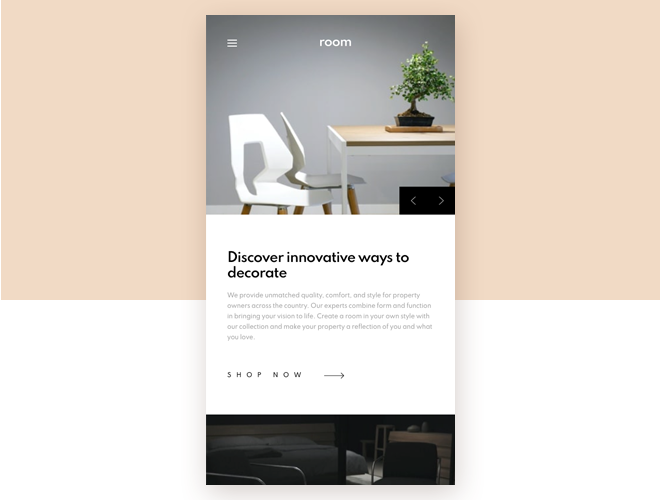 room
Discover innovative ways to
decorate
We provide unmatched quality, comfort, and style for property
owners across the country. Our experts combine form and function
in bringing your vision to life. Create a room in your own style with
our collection and make your property a reflection of you and what
you love.
SHOP NOW